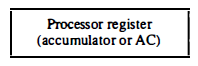 Processor register
(accumulator or AC)